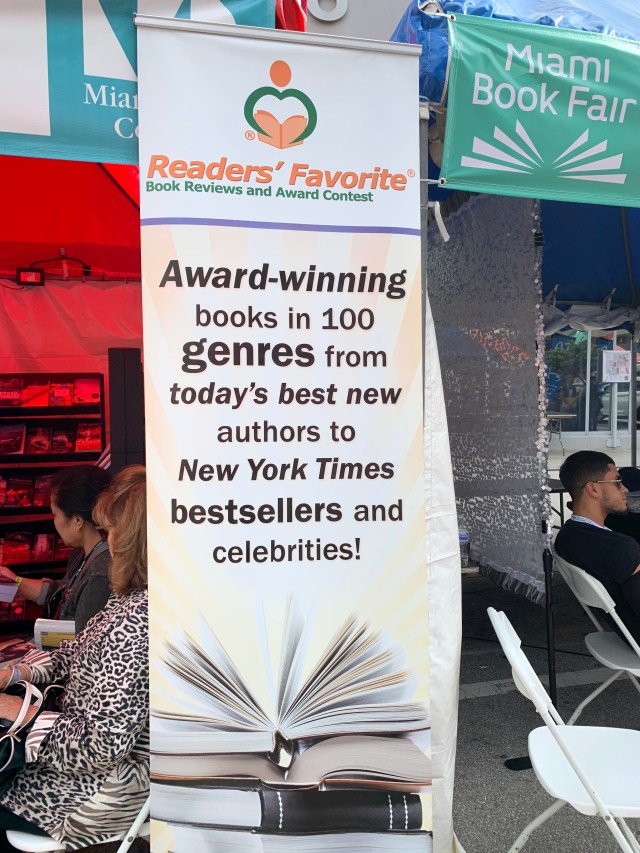 Readers' Favorite®
Book Reviews and Award Contest
Award-winning
books in 100
genres from
today's best new
authors to
New York Times
bestsellers and
celebrities!
Miami
Book Fair